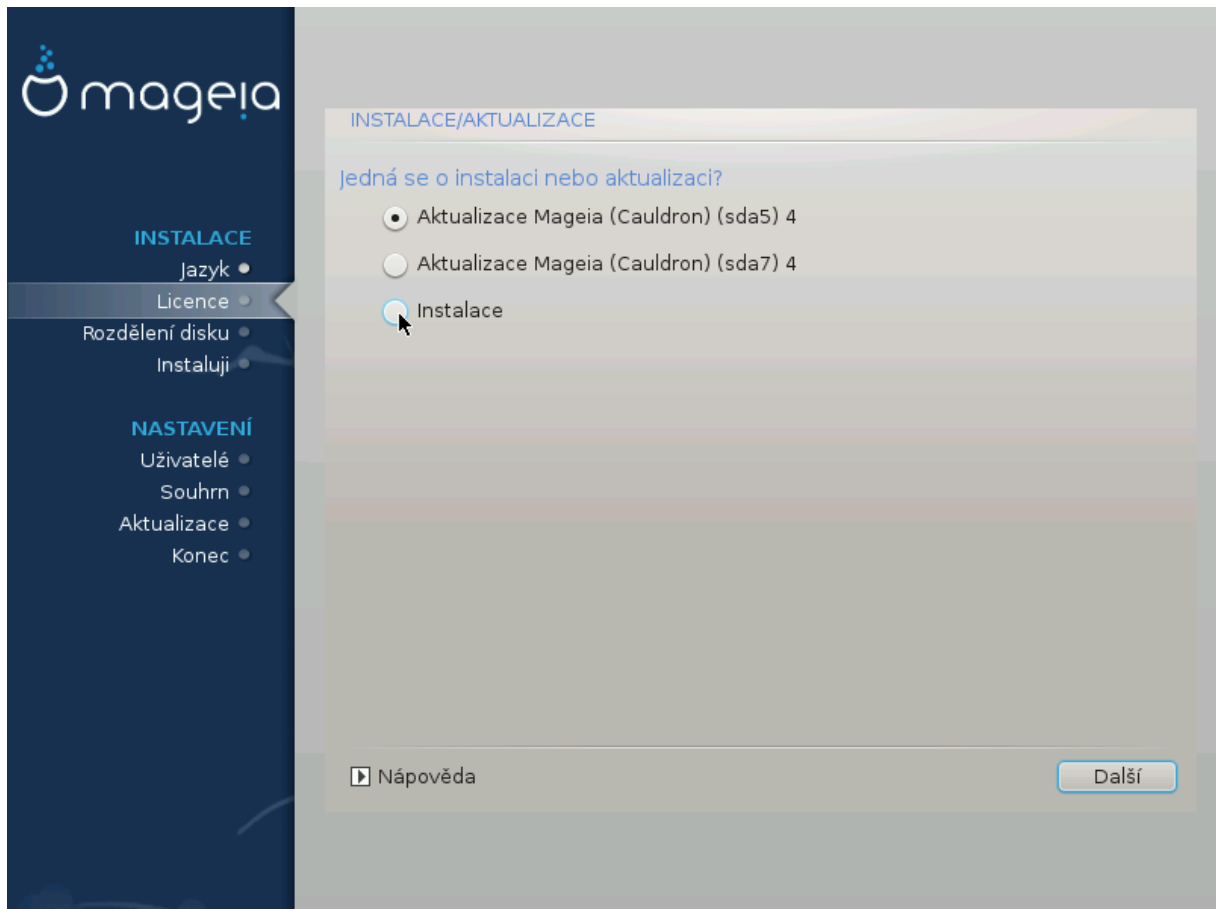 mageia
INSTALACE
Jazyk
Licence
Rozdělení disku
Instaluji
NASTAVENÍ
Uživatelé
Souhrn
Aktualizace
Konec
INSTALACE/AKTUALIZACE
Jedná se o instalaci nebo aktualizaci?
Aktualizace Mageia (Cauldron) (sda5) 4
Aktualizace Mageia (Cauldron) (sda7) 4
Instalace
Nápověda
Další